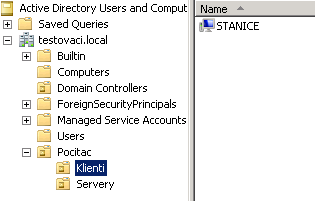 Active Directory Users and Comput
Saved Queries
testovaci.local
Builtin
Computers
Domain Controllers
ForeignSecurityPrincipals
Managed Service Accounts
Users
Pocitac
Klienti
Servery
Name
STANICE